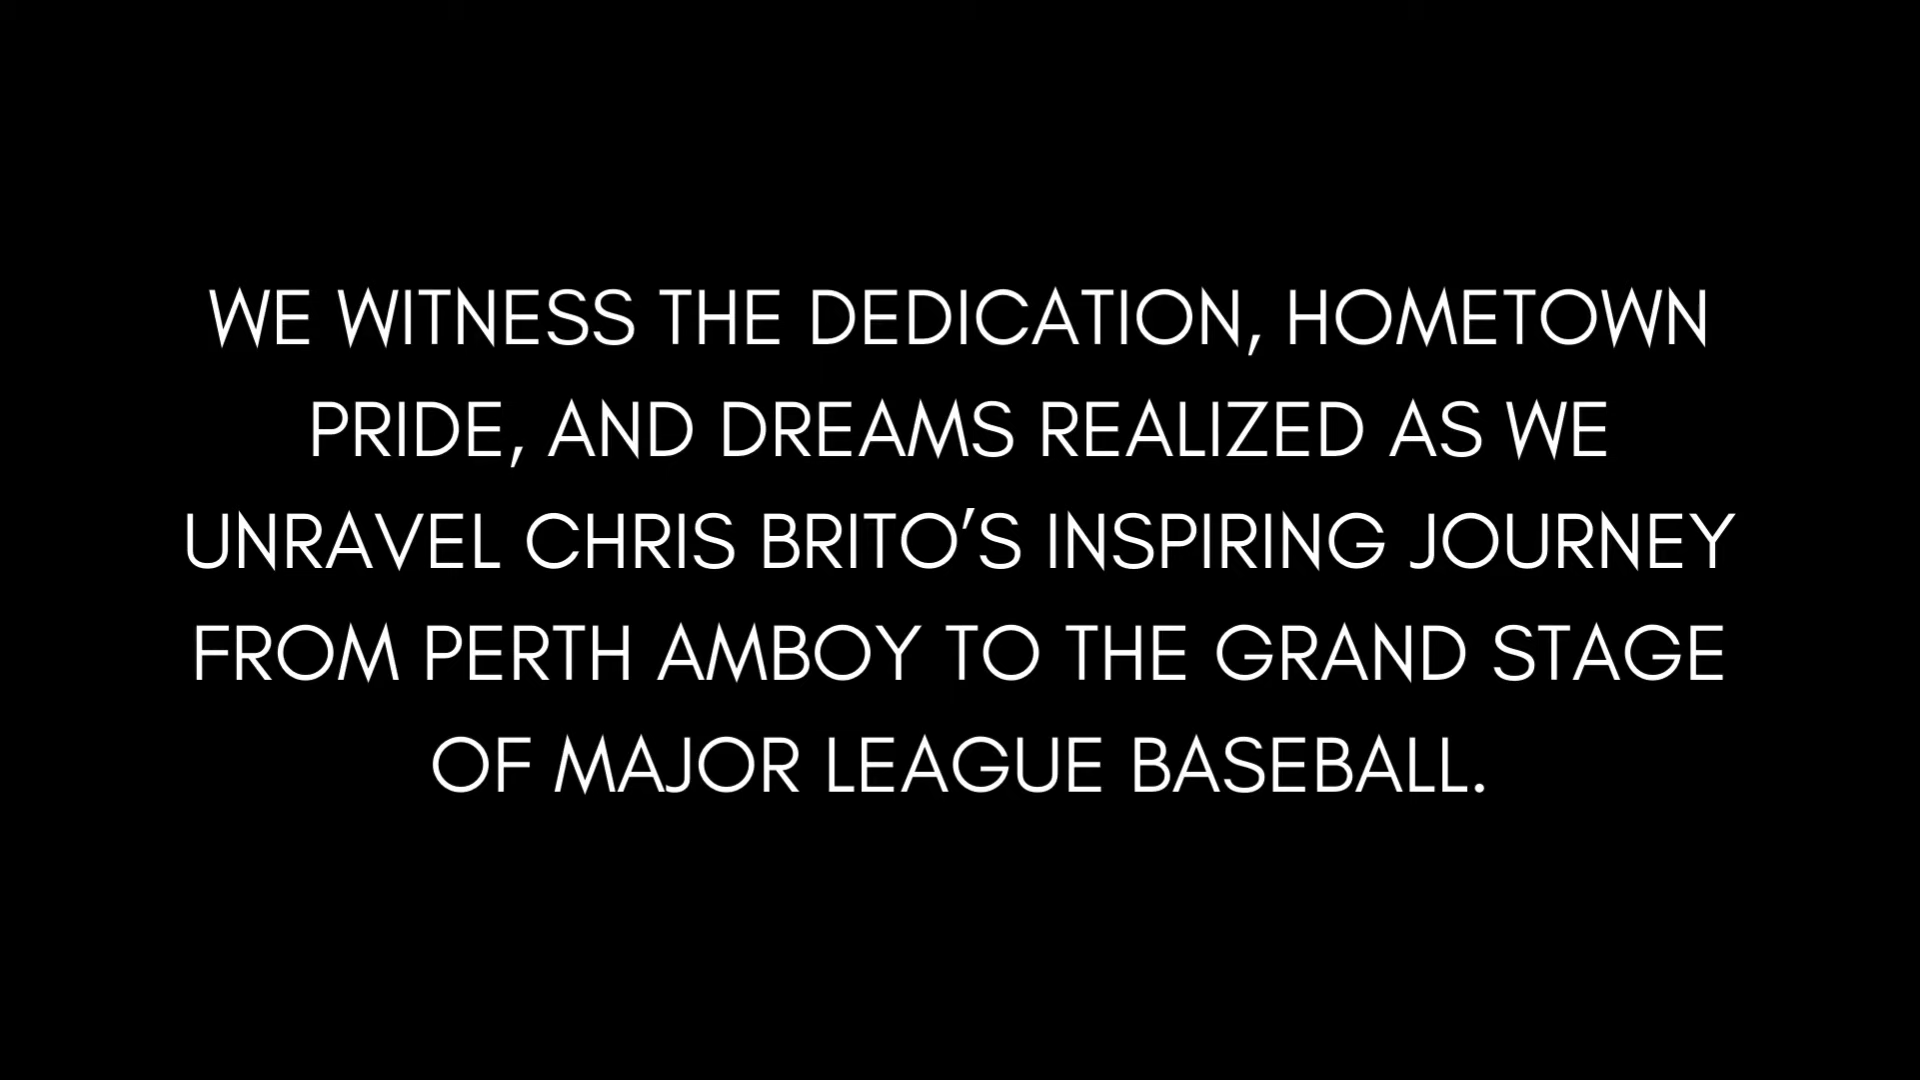 WE WITNESS THE DEDICATION, HOMETOWN
PRIDE, AND DREAMS REALIZED AS WE
UNRAVEL CHRIS BRITO’S INSPIRING JOURNEY
FROM PERTH AMBOY TO THE GRAND STAGE
OF MAJOR LEAGUE BASEBALL.